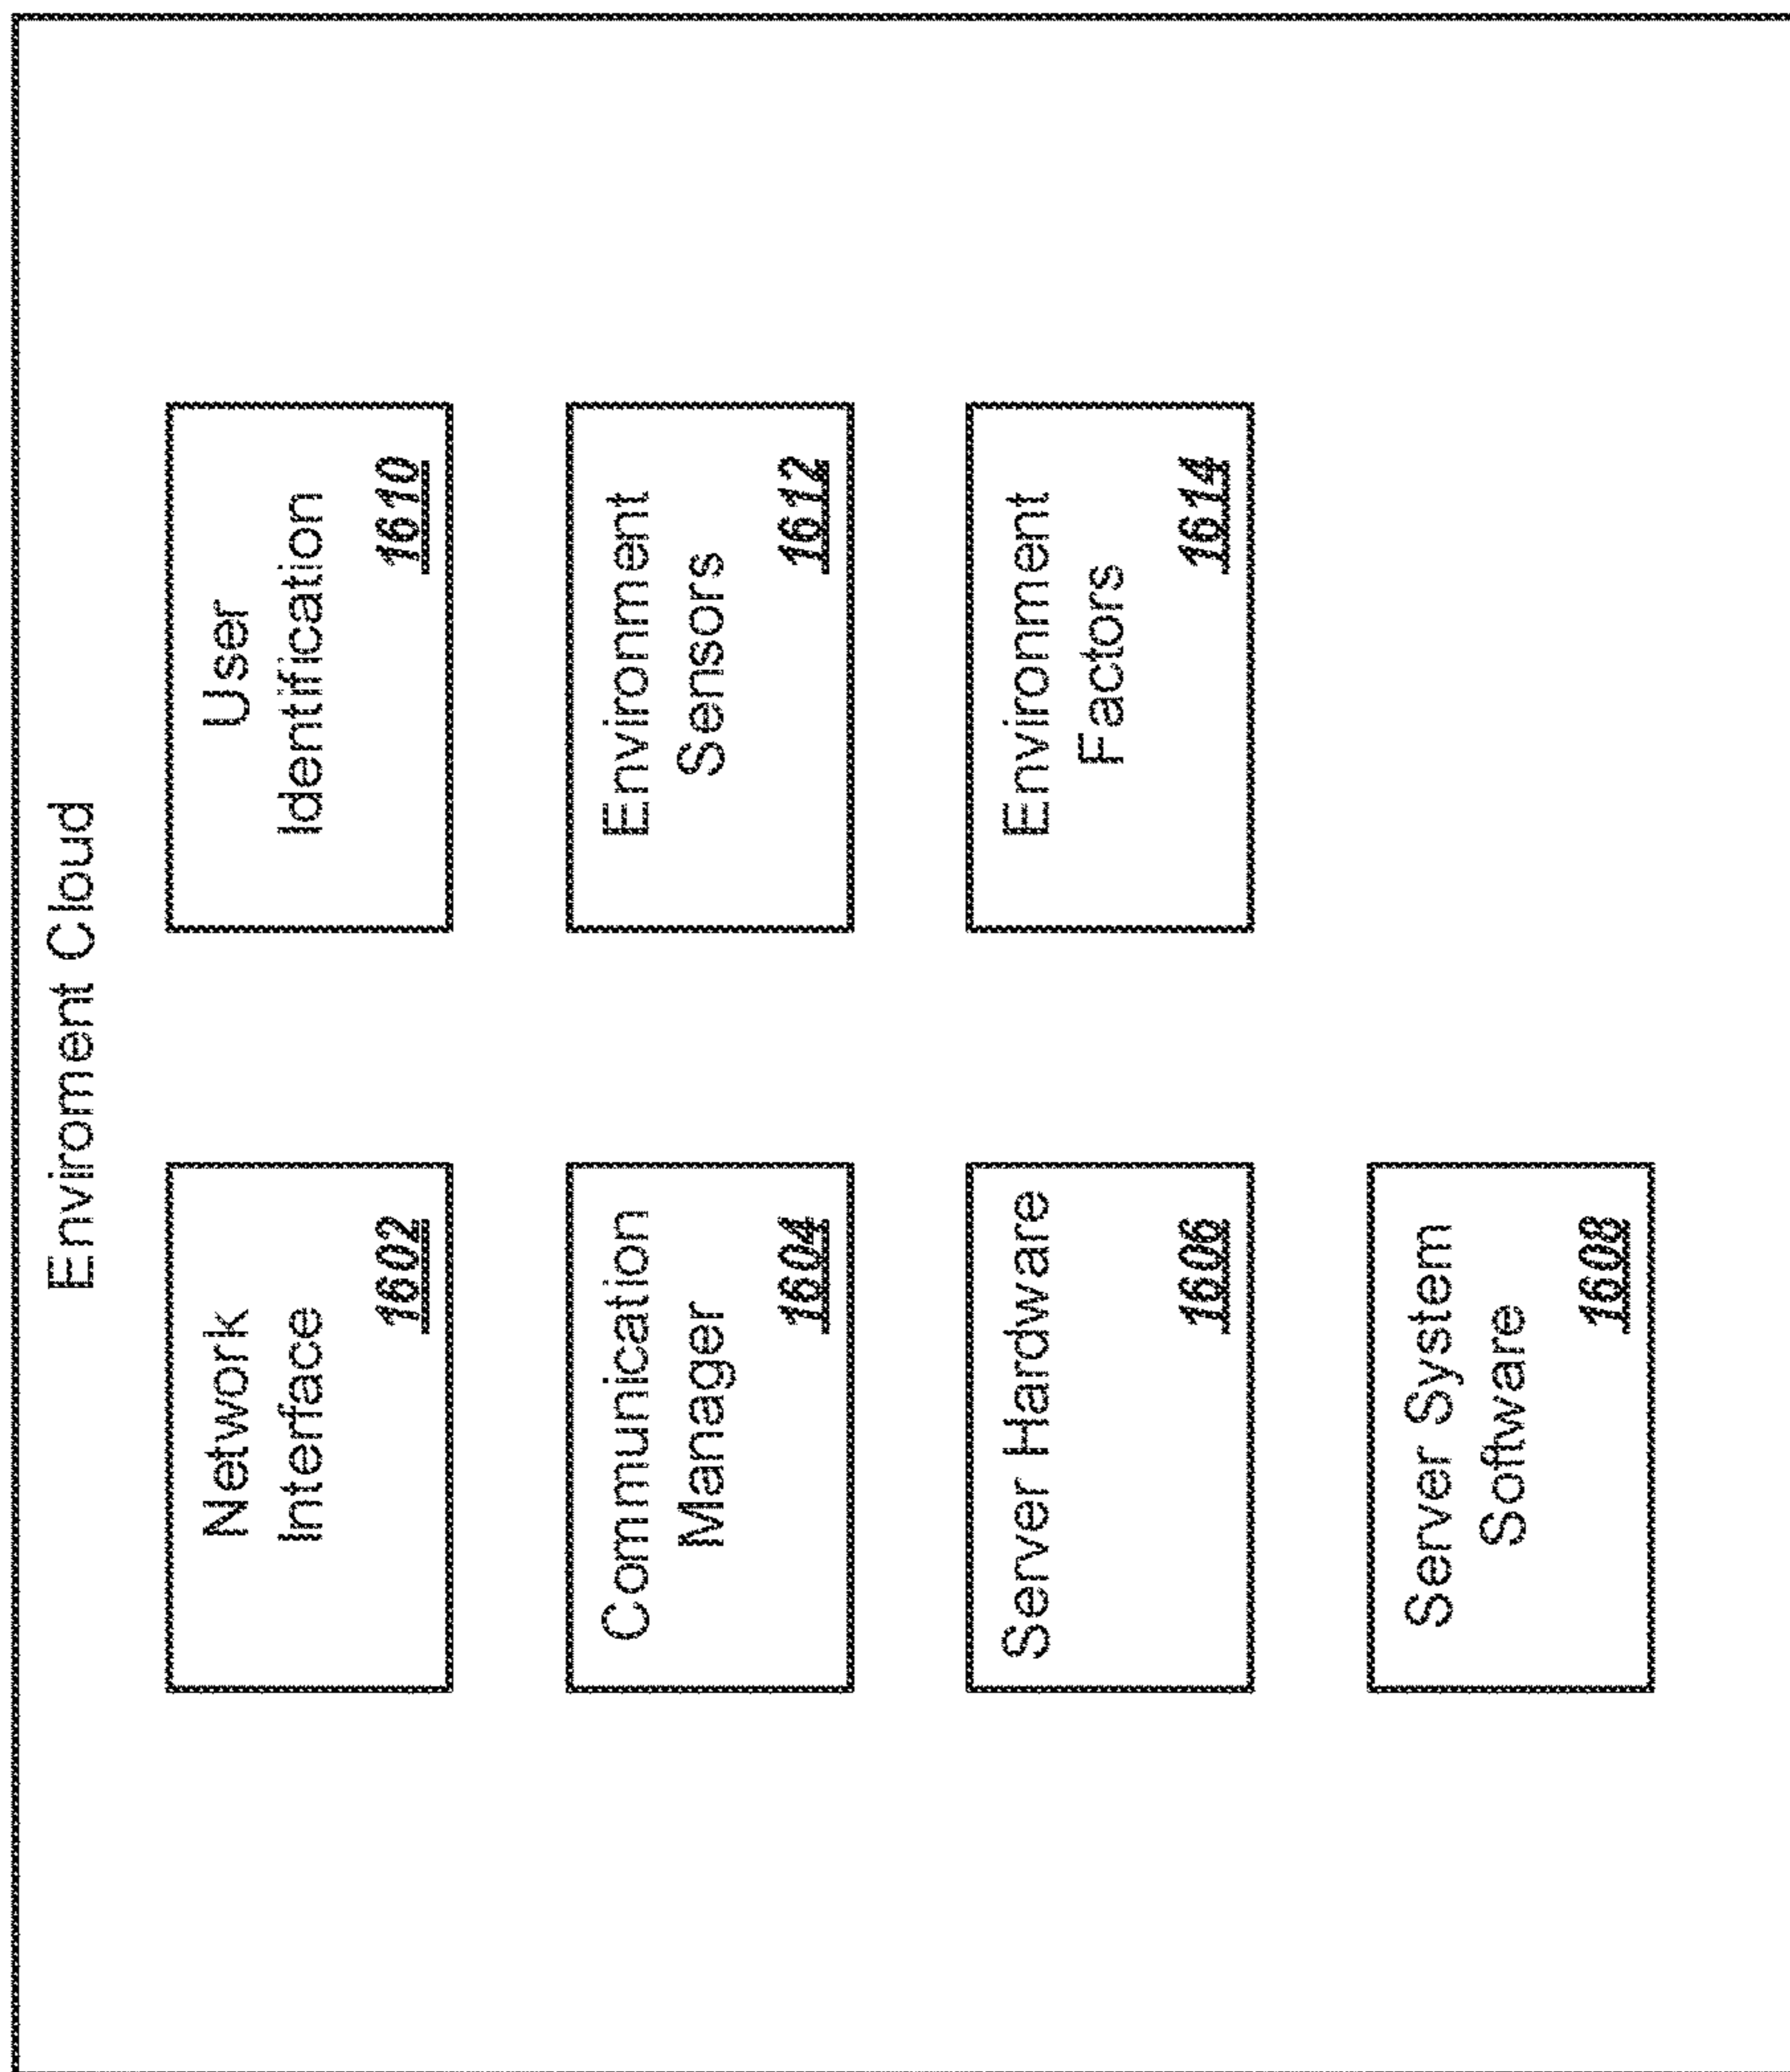 Enviroment Cloud
Network
Interface
1602
Communication
Manager
1604
Server Hardware
1606
Server System
Software
1608
User
Identification
1610
Environment
Sensors
1612
Environment
Factors
1614